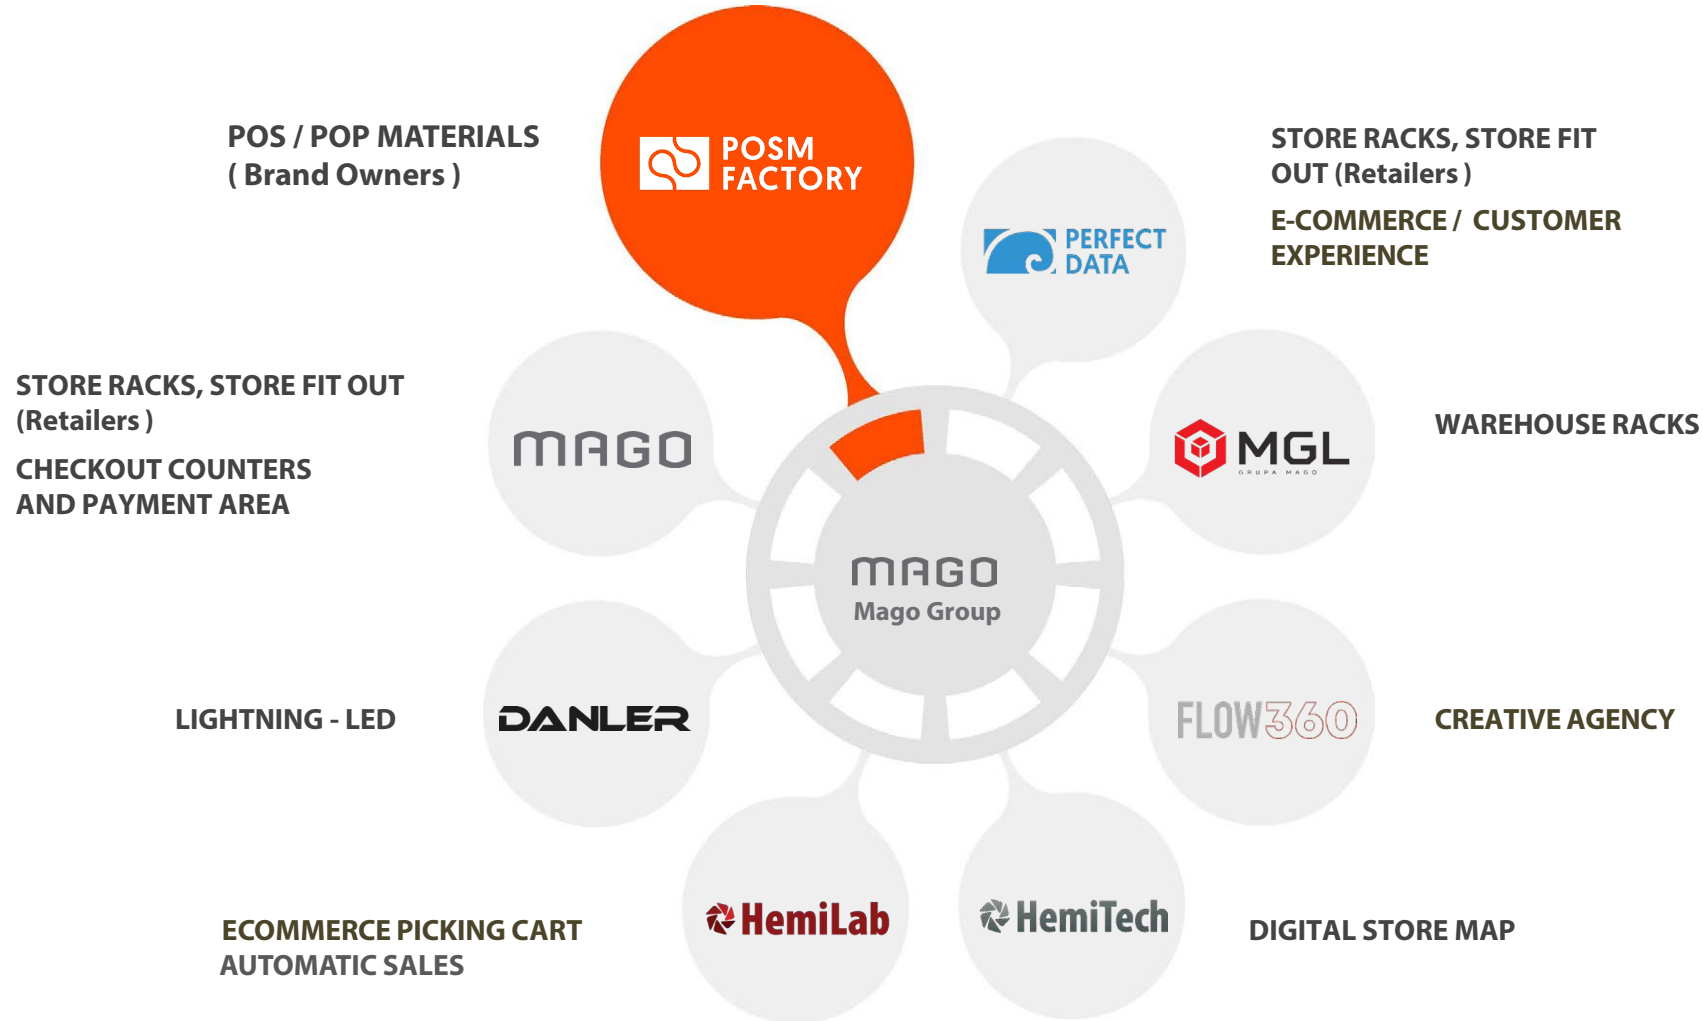 POS / POP MATERIALS
( Brand Owners )
POSM
FACTORY
PERFECT
DATA
STORE RACKS, STORE FIT
OUT (Retailers )
E-COMMERCE / CUSTOMER
EXPERIENCE
STORE RACKS, STORE FIT OUT
(Retailers )
CHECKOUT COUNTERS
AND PAYMENT AREA
MAGO
MGL
GRUPA MAGO
WAREHOUSE RACKS
MAGO
Mago Group
LIGHTNING - LED
DANLER
FLOW360
CREATIVE AGENCY
ECOMMERCE PICKING CART
AUTOMATIC SALES
HemiLab
HemiTech
DIGITAL STORE MAP